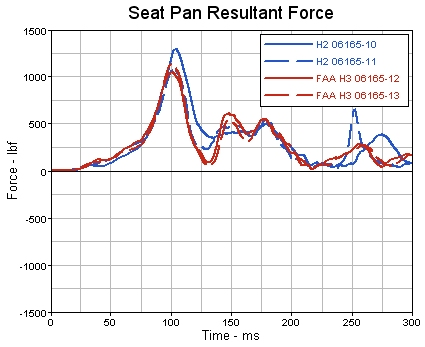 Seat Pan Resultant Force
1500
H2 06165-10
H2 06165-11
FAA H3 06165-12
FAA H3 06165-13
1000
500
0
-500
-1000
-1500
Force - lbf
0 50 100 150 200 250 300
Time - ms